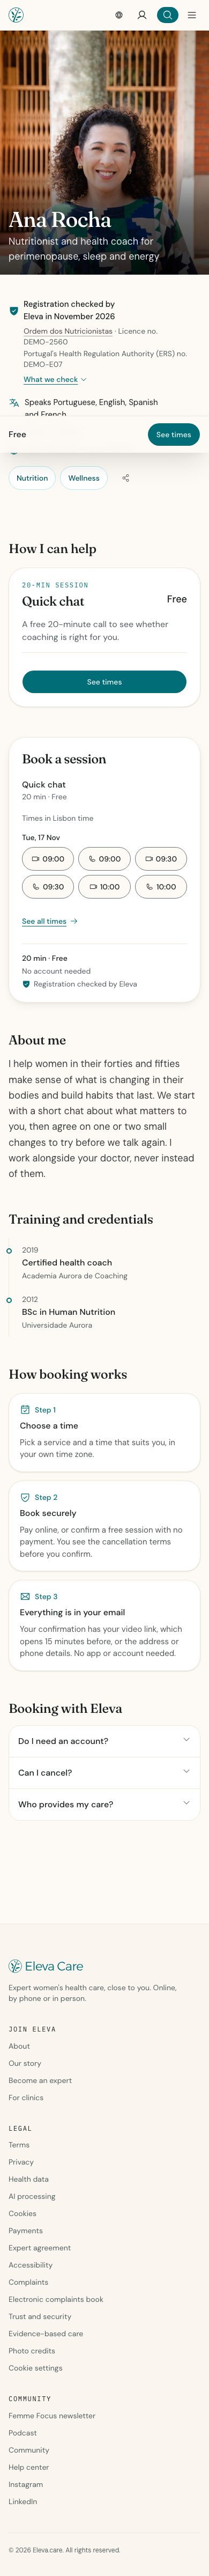 Ana Rocha
Nutritionist and health coach for
perimenopause, sleep and energy
Registration checked by
Eleva in November 2026
Ordem dos Nutricionistas · Licence no.
DEMO-2560
Portugal's Health Regulation Authority (ERS) no.
DEMO-E07
What we check
Speaks Portuguese, English, Spanish
and French
Free
See times
Nutrition
Wellness
How I can help
20-MIN SESSION
Quick chat
Free
A free 20-minute call to see whether
coaching is right for you.
See times
Book a session
Quick chat
20 min · Free
Times in Lisbon time
Tue, 17 Nov
09:00
09:00
09:30
09:30
10:00
10:00
See all times
20 min · Free
No account needed
Registration checked by Eleva
About me
I help women in their forties and fifties
make sense of what is changing in their
bodies and build habits that last. We start
with a short chat about what matters to
you, then agree on one or two small
changes to try before we talk again. I
work alongside your doctor, never instead
of them.
Training and credentials
2019
Certified health coach
Academia Aurora de Coaching
2012
BSc in Human Nutrition
Universidade Aurora
How booking works
Step 1
Choose a time
Pick a service and a time that suits you, in
your own time zone.
Step 2
Book securely
Pay online, or confirm a free session with no
payment. You see the cancellation terms
before you confirm.
Step 3
Everything is in your email
Your confirmation has your video link, which
opens 15 minutes before, or the address or
phone details. No app or account needed.
Booking with Eleva
Do I need an account?
Can I cancel?
Who provides my care?
Eleva Care
Expert women's health care, close to you. Online,
by phone or in person.
JOIN ELEVA
About
Our story
Become an expert
For clinics
LEGAL
Terms
Privacy
Health data
AI processing
Cookies
Payments
Expert agreement
Accessibility
Complaints
Electronic complaints book
Trust and security
Evidence-based care
Photo credits
Cookie settings
COMMUNITY
Femme Focus newsletter
Podcast
Community
Help center
Instagram
LinkedIn
© 2026 Eleva.care. All rights reserved.